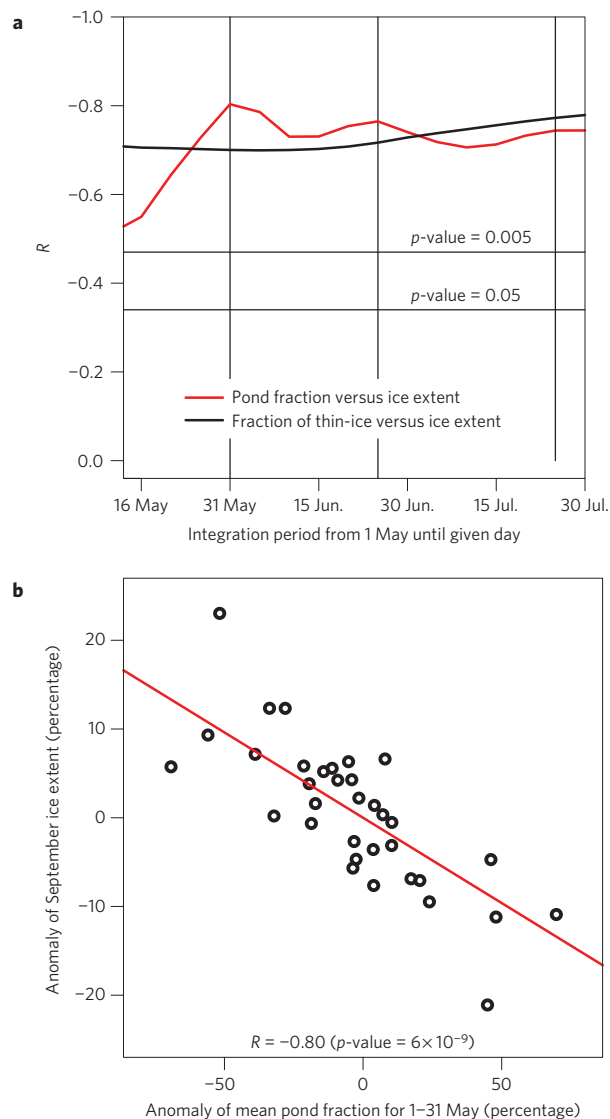 a
−1.0
−0.8
−0.6
−0.4
−0.2
0.0
R
p-value = 0.005
p-value = 0.05
Pond fraction versus ice extent
Fraction of thin-ice versus ice extent
16 May 31 May 15 Jun. 30 Jun. 15 Jul. 30 Jul.
Integration period from 1 May until given day
b
20
10
0
−10
−20
Anomaly of September ice extent (percentage)
R = −0.80 (p-value = 6×10⁻⁹)
−50 0 50
Anomaly of mean pond fraction for 1–31 May (percentage)